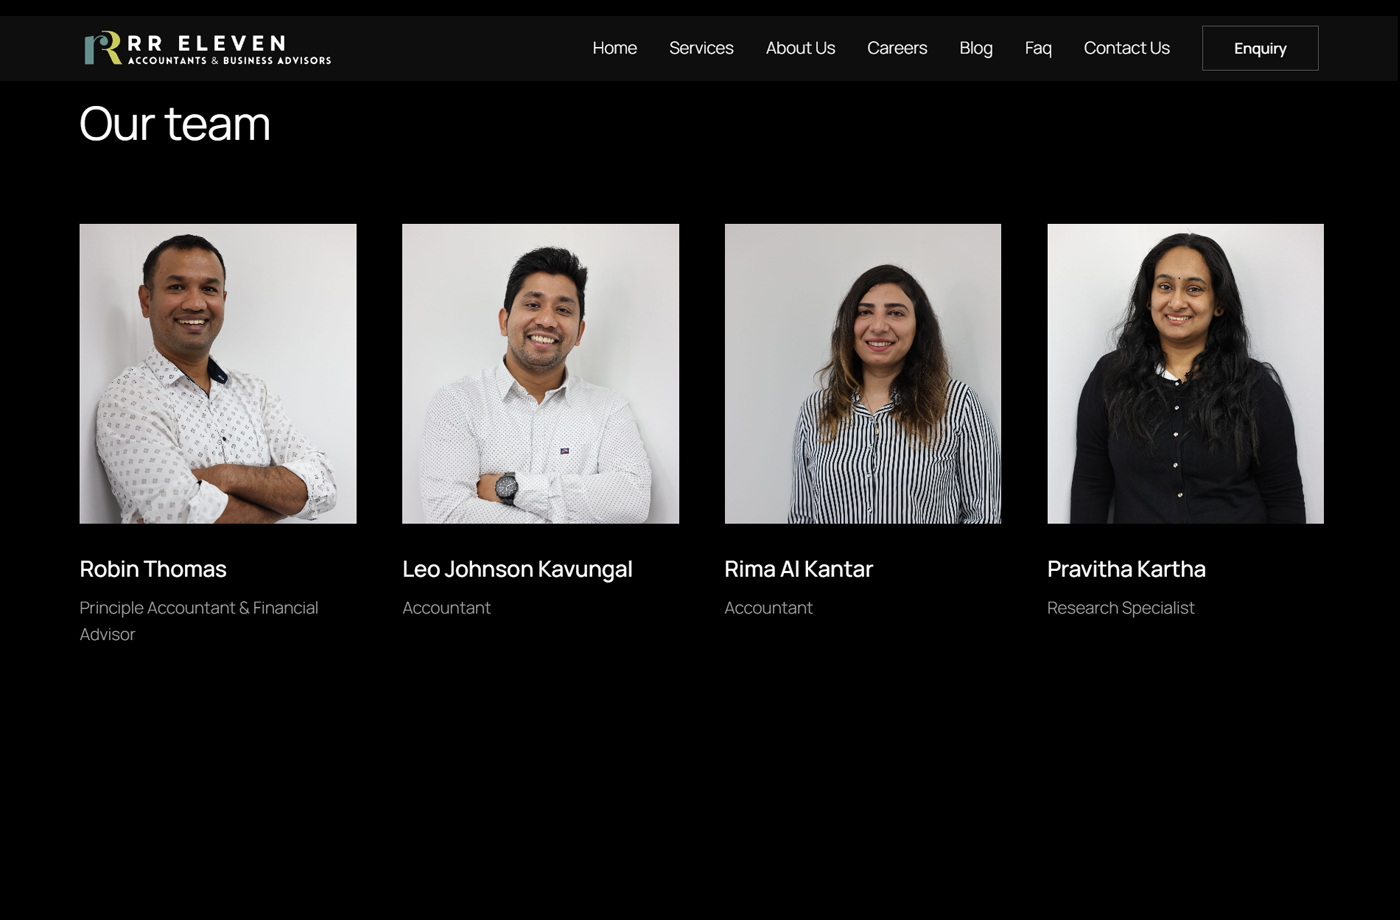 RR ELEVEN
ACCOUNTANTS & BUSINESS ADVISORS
Home Services About Us Careers Blog Faq Contact Us Enquiry
Our team
Robin Thomas
Principle Accountant & Financial
Advisor
Leo Johnson Kavungal
Accountant
Rima Al Kantar
Accountant
Pravitha Kartha
Research Specialist